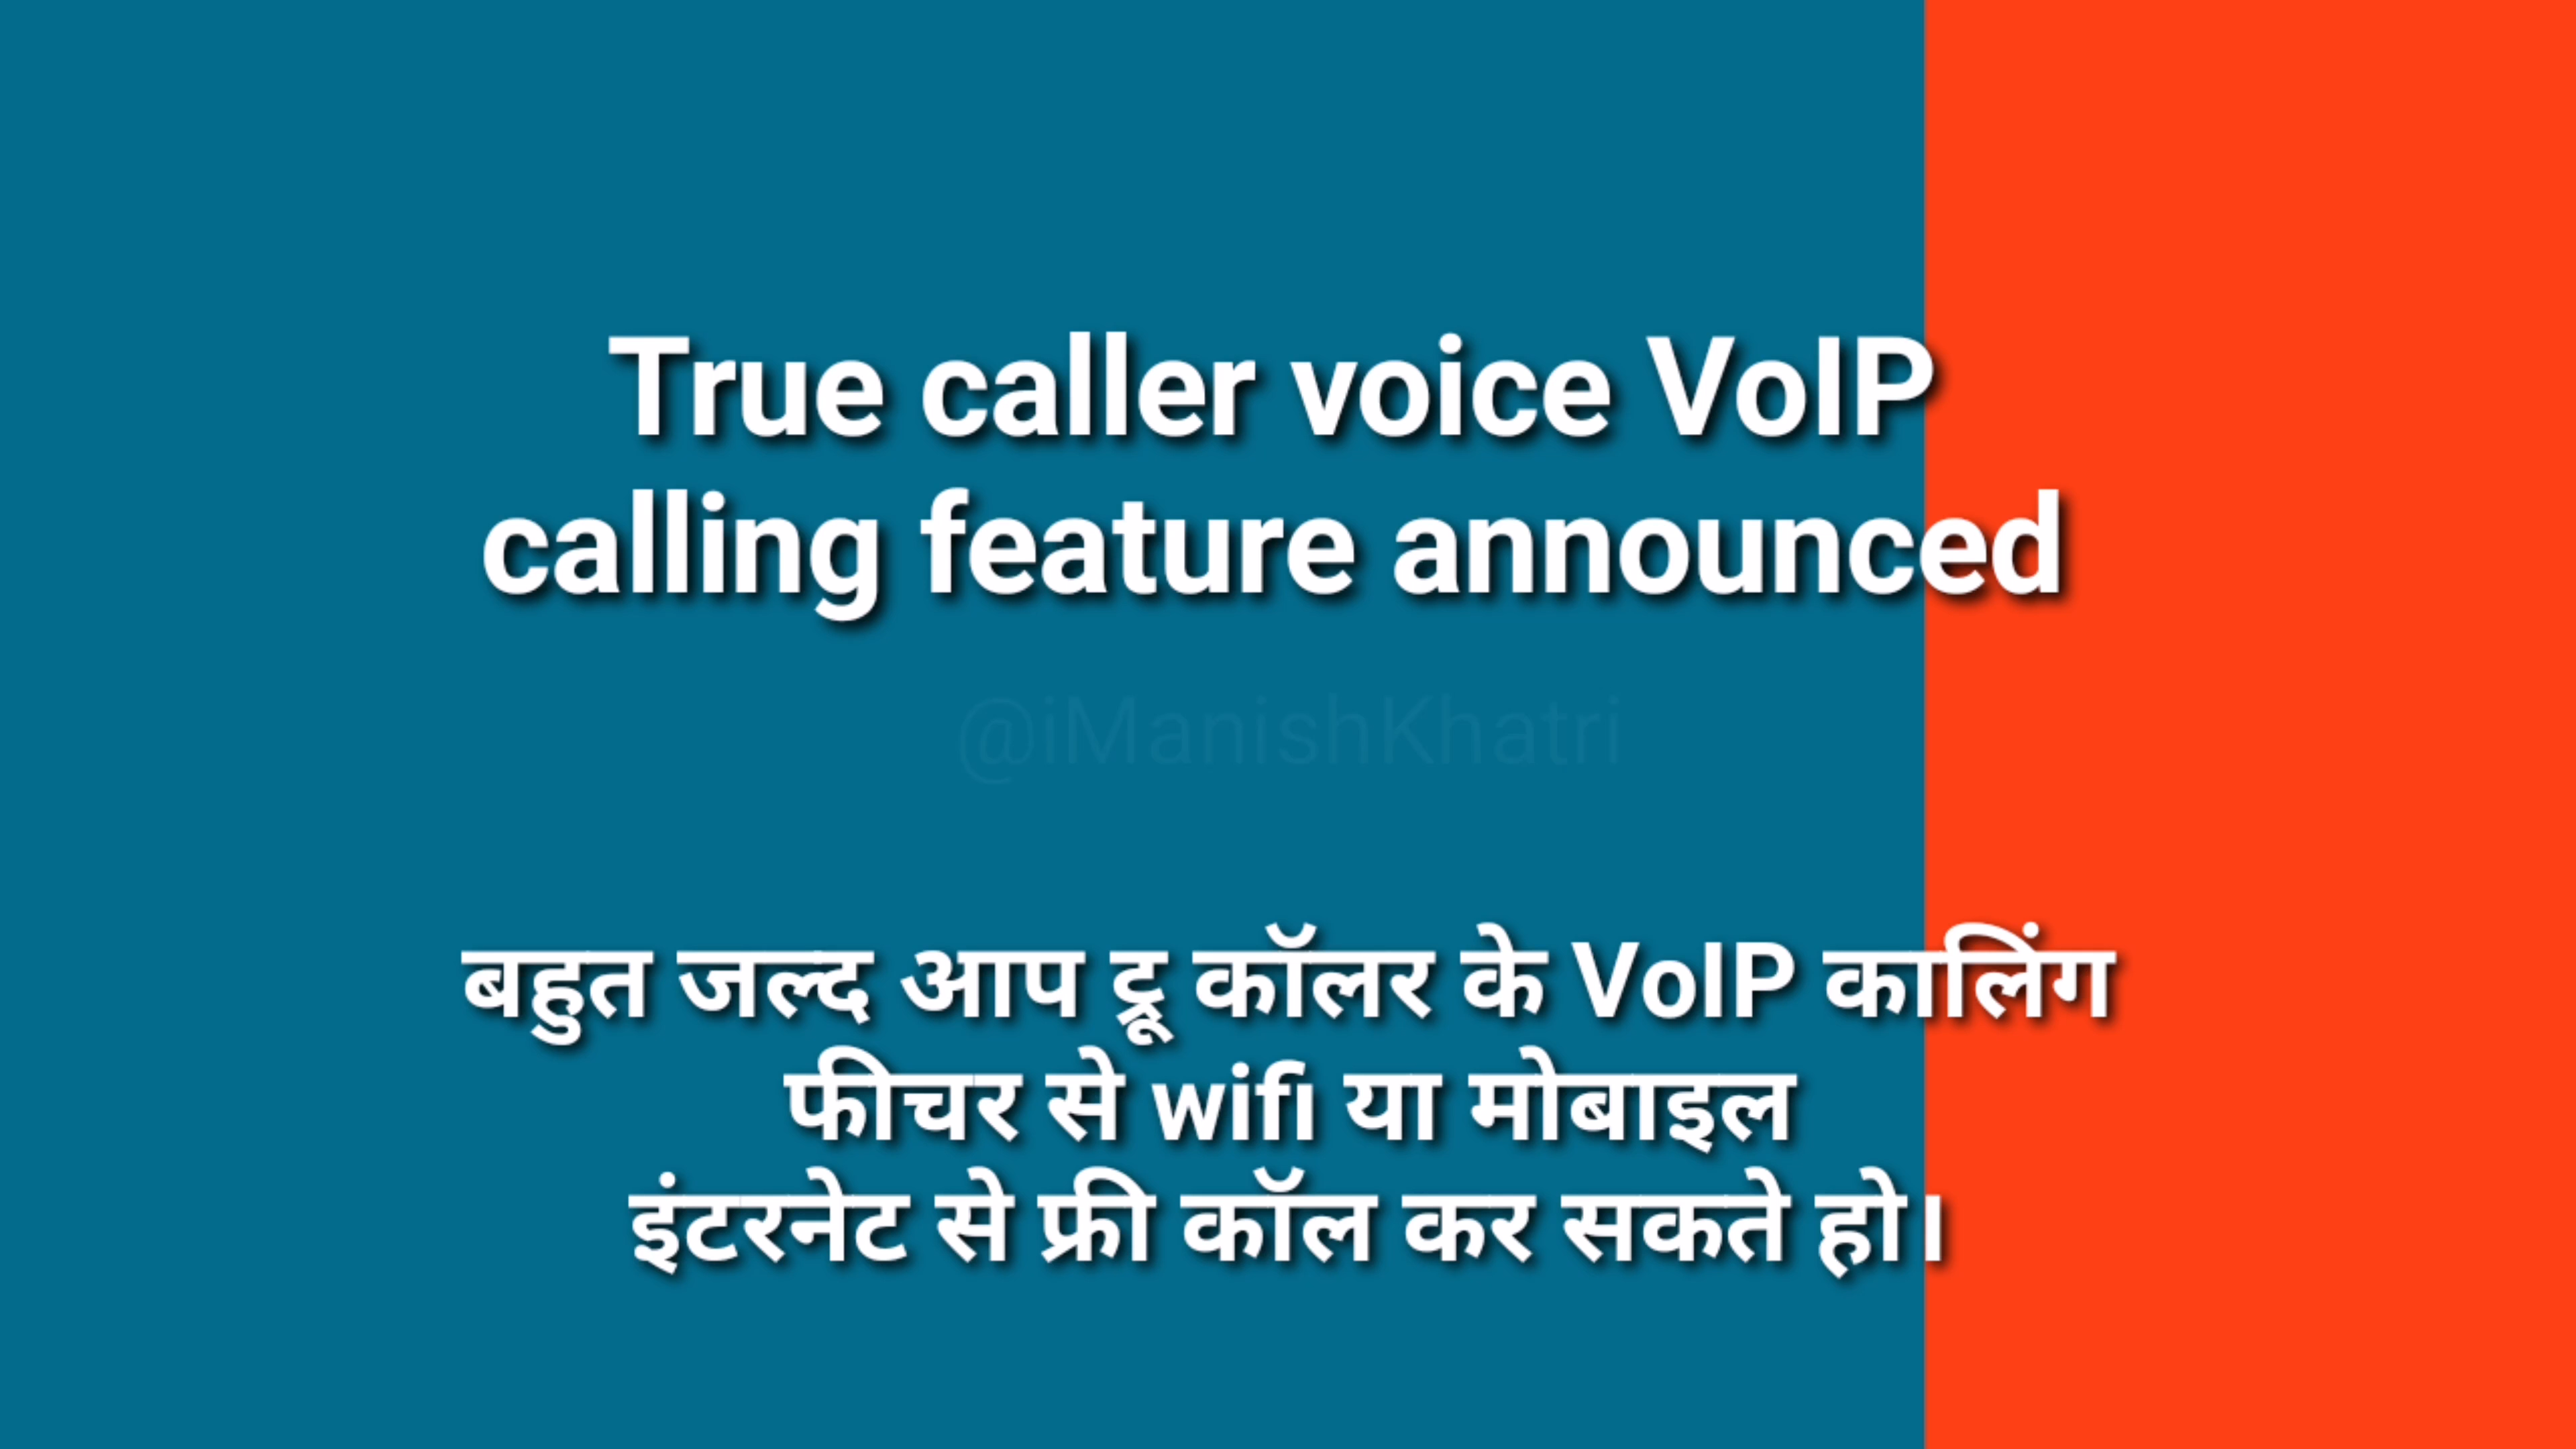 True caller voice VoIP
calling feature announced
@iManishKhatri
बहुत जल्द आप ट्रू कॉलर के VoIP कालिंग
फीचर से wifi या मोबाइल
इंटरनेट से फ्री कॉल कर सकते हो।